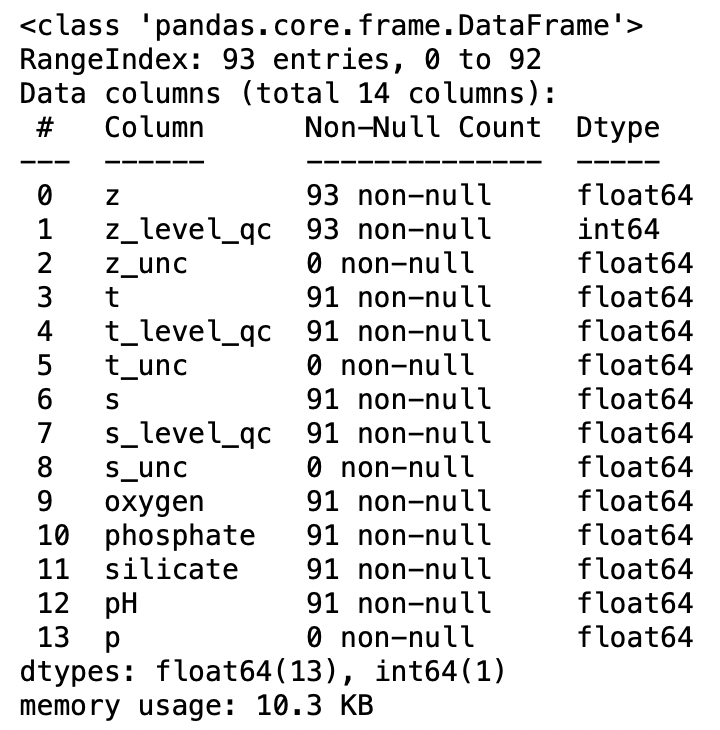 <class 'pandas.core.frame.DataFrame'>
RangeIndex: 93 entries, 0 to 92
Data columns (total 14 columns):
 #   Column      Non-Null Count  Dtype
---  ------      --------------  -----
 0   z           93 non-null     float64
 1   z_level_qc  93 non-null     int64
 2   z_unc       0 non-null      float64
 3   t           91 non-null     float64
 4   t_level_qc  91 non-null     float64
 5   t_unc       0 non-null      float64
 6   s           91 non-null     float64
 7   s_level_qc  91 non-null     float64
 8   s_unc       0 non-null      float64
 9   oxygen      91 non-null     float64
 10  phosphate   91 non-null     float64
 11  silicate    91 non-null     float64
 12  pH          91 non-null     float64
 13  p           0 non-null      float64
dtypes: float64(13), int64(1)
memory usage: 10.3 KB